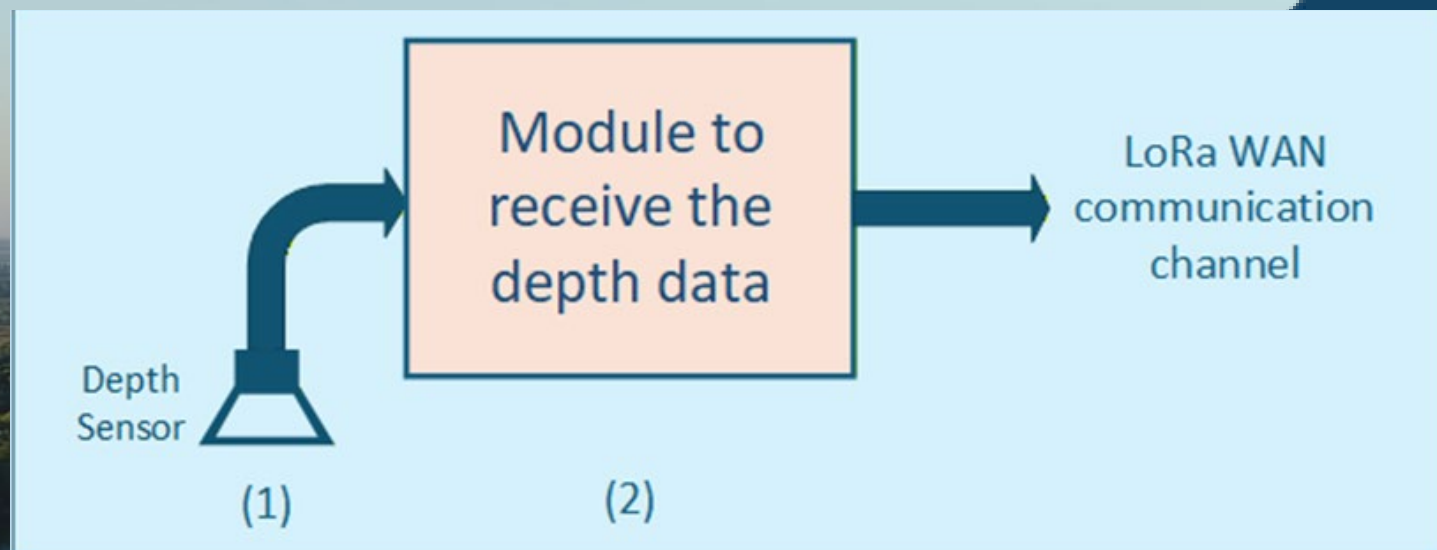 Module to
receive the
depth data
LoRa WAN
communication
channel
Depth
Sensor
(1)
(2)